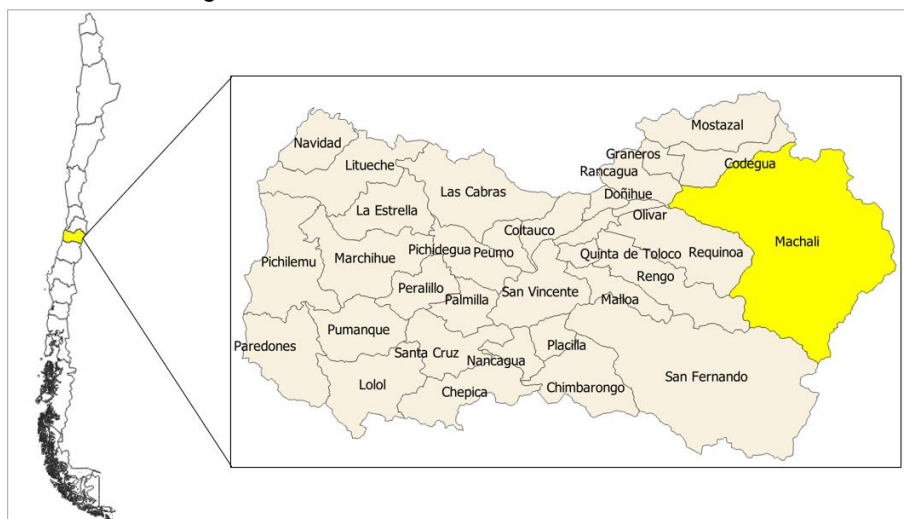 Mostazal
Navidad
Graneros
Codegua
Litueche
Rancagua
Las Cabras
Doñihue
La Estrella
Olivar
Coltauco
Machali
Pichilemu
Marchihue
Pichidegua
Peumo
Quinta de Toloco
Requinoa
Rengo
Peralillo
Palmilla
San Vincente
Malloa
Pumanque
Paredones
Santa Cruz
Nancagua
Placilla
San Fernando
Lolol
Chepica
Chimbarongo